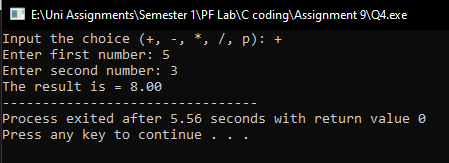 E:\Uni Assignments\Semester 1\PF Lab\C coding\Assignment 9\Q4.exe
Input the choice (+, -, *, /, p): +
Enter first number: 5
Enter second number: 3
The result is = 8.00
--------------------------------
Process exited after 5.56 seconds with return value 0
Press any key to continue . . .